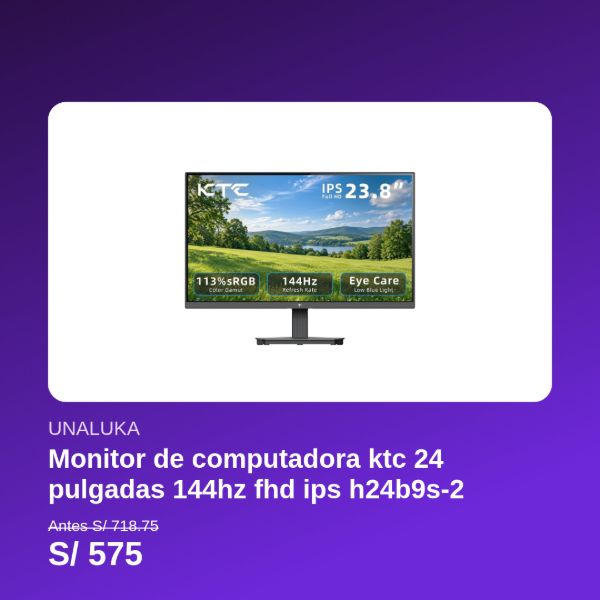 KTC
IPS 23.8"
Full HD
113%sRGB
Color Gamut
144Hz
Refresh Rate
Eye Care
Low Blue Light
UNALUKA
Monitor de computadora ktc 24
pulgadas 144hz fhd ips h24b9s-2
Antes S/ 718.75
S/ 575